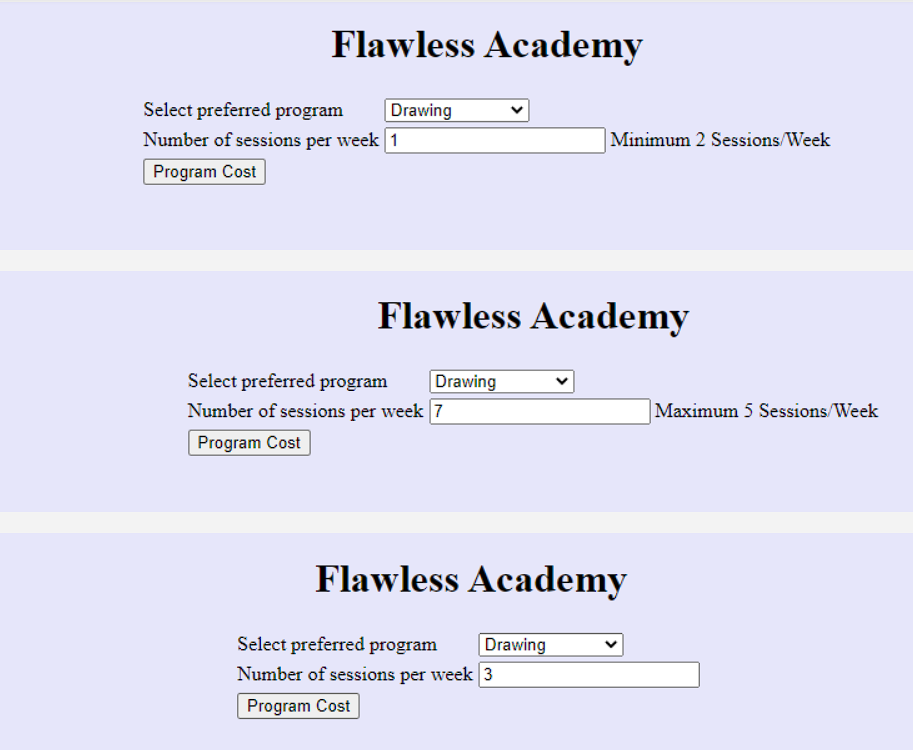 Flawless Academy
Select preferred program Drawing
Number of sessions per week 1 Minimum 2 Sessions/Week
Program Cost
Flawless Academy
Select preferred program Drawing
Number of sessions per week 7 Maximum 5 Sessions/Week
Program Cost
Flawless Academy
Select preferred program Drawing
Number of sessions per week 3
Program Cost